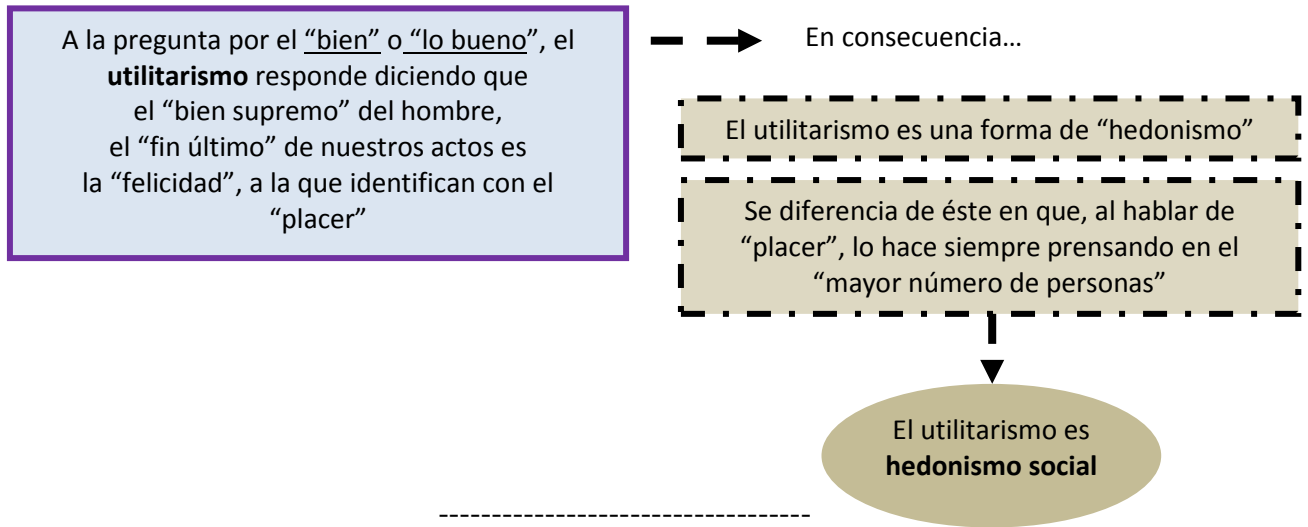 A la pregunta por el “bien” o “lo bueno”, el
utilitarismo responde diciendo que
el “bien supremo” del hombre,
el “fin último” de nuestros actos es
la “felicidad”, a la que identifican con el
“placer”
En consecuencia…
El utilitarismo es una forma de “hedonismo”
Se diferencia de éste en que, al hablar de
“placer”, lo hace siempre prensando en el
“mayor número de personas”
El utilitarismo es
hedonismo social